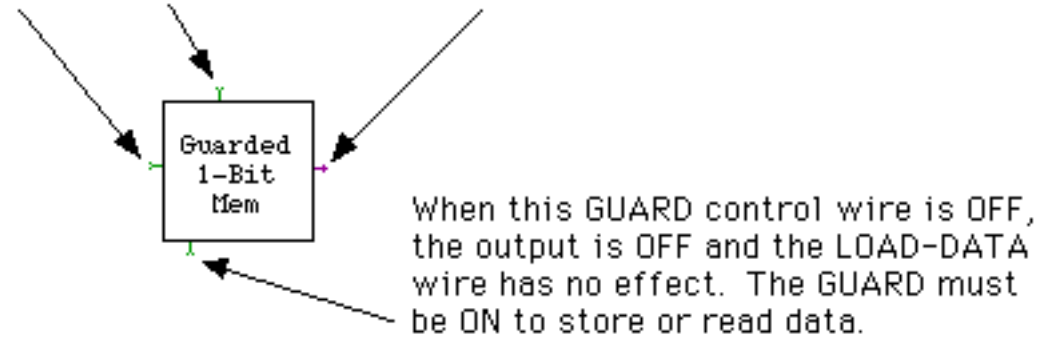 Guarded
1-Bit
Mem
When this GUARD control wire is OFF,
the output is OFF and the LOAD-DATA
wire has no effect. The GUARD must
be ON to store or read data.